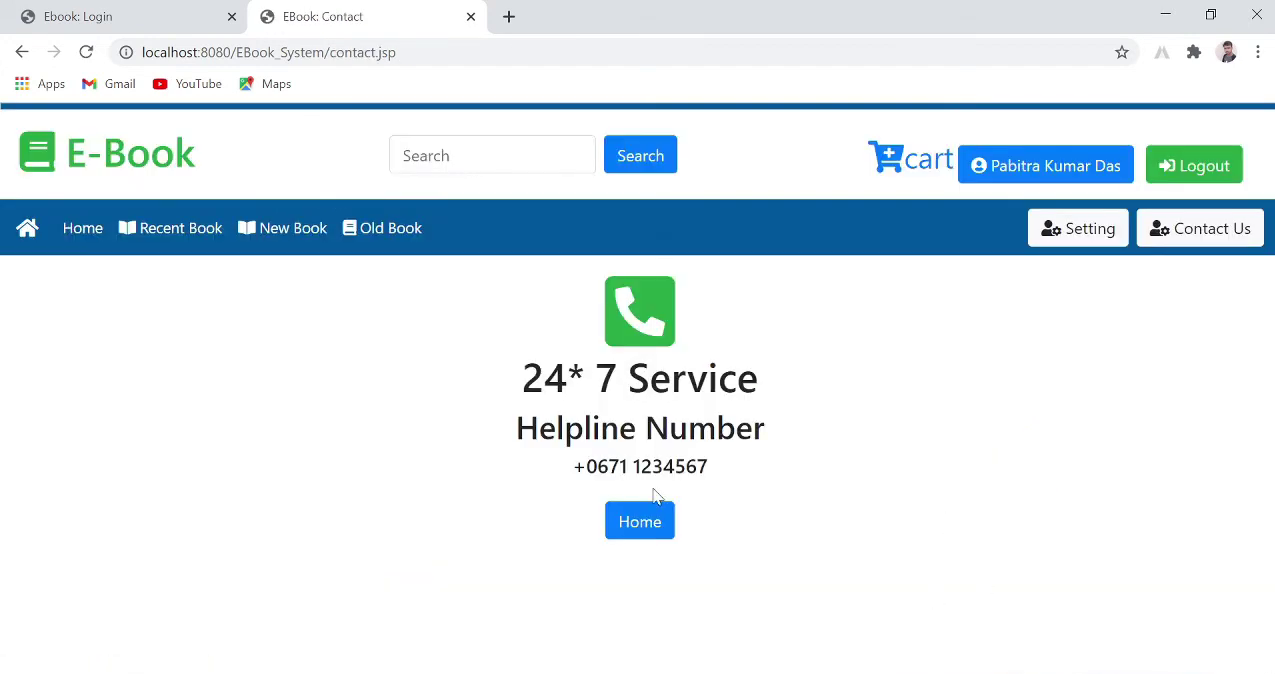 Ebook: Login
EBook: Contact
localhost:8080/EBook_System/contact.jsp
Apps Gmail YouTube Maps
E-Book
Search
Search
cart
Pabitra Kumar Das
Logout
Home Recent Book New Book Old Book
Setting
Contact Us
24* 7 Service
Helpline Number
+0671 1234567
Home